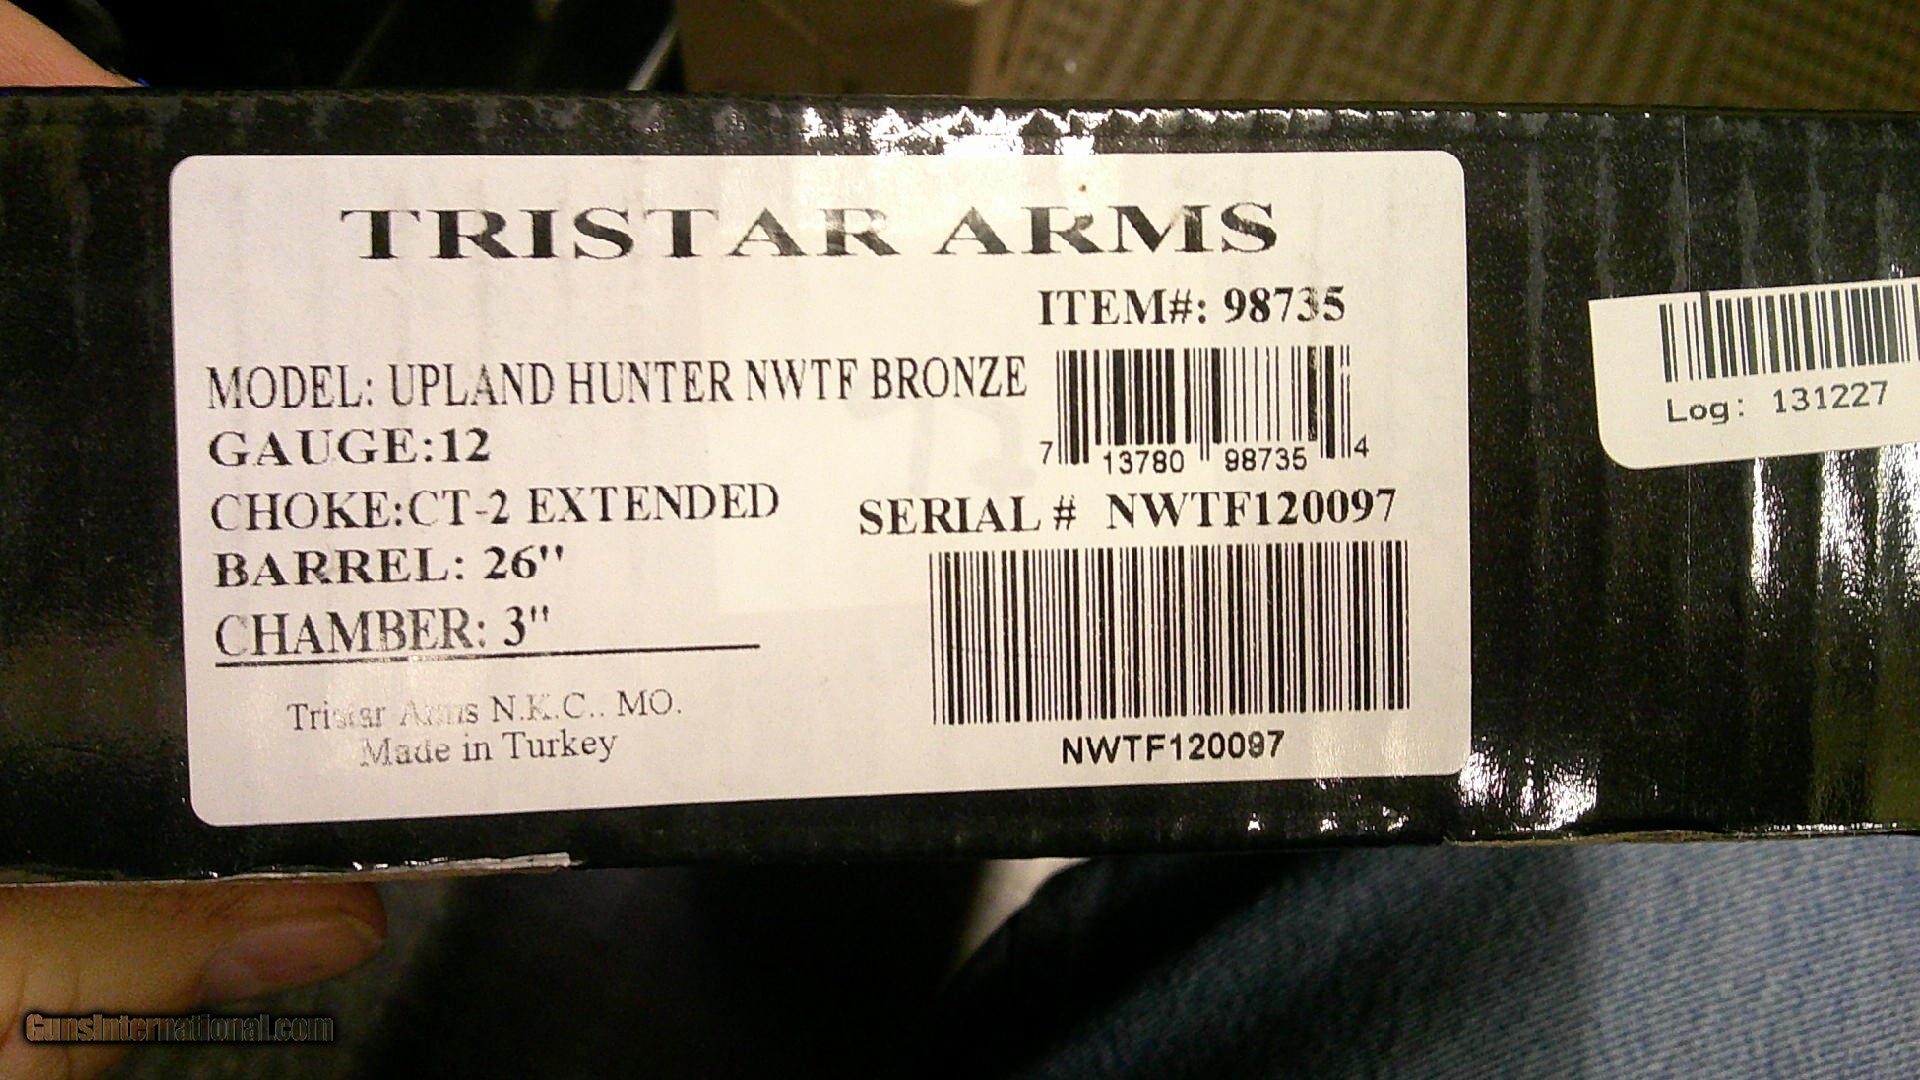 TRISTAR ARMS
ITEM#: 98735
MODEL: UPLAND HUNTER NWTF BRONZE
GAUGE:12
7 13780 98735 4
CHOKE:CT-2 EXTENDED
SERIAL # NWTF120097
BARREL: 26"
CHAMBER: 3"
Tristar Arms N.K.C.. MO.
Made in Turkey
NWTF120097
Log: 131227
GunsInternational.com